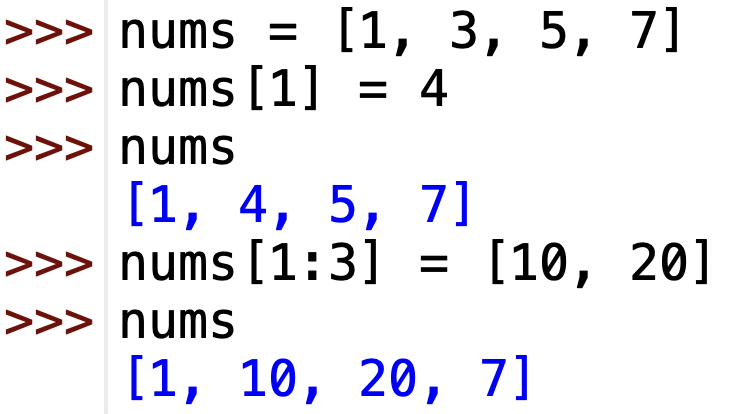 >>> nums = [1, 3, 5, 7]
>>> nums[1] = 4
>>> nums
[1, 4, 5, 7]
>>> nums[1:3] = [10, 20]
>>> nums
[1, 10, 20, 7]